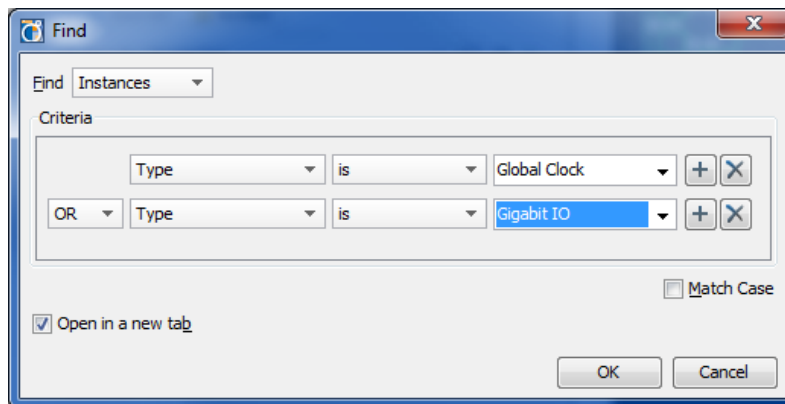 Find
Find Instances
Criteria
Type is Global Clock
OR Type is Gigabit IO
Match Case
Open in a new tab
OK Cancel